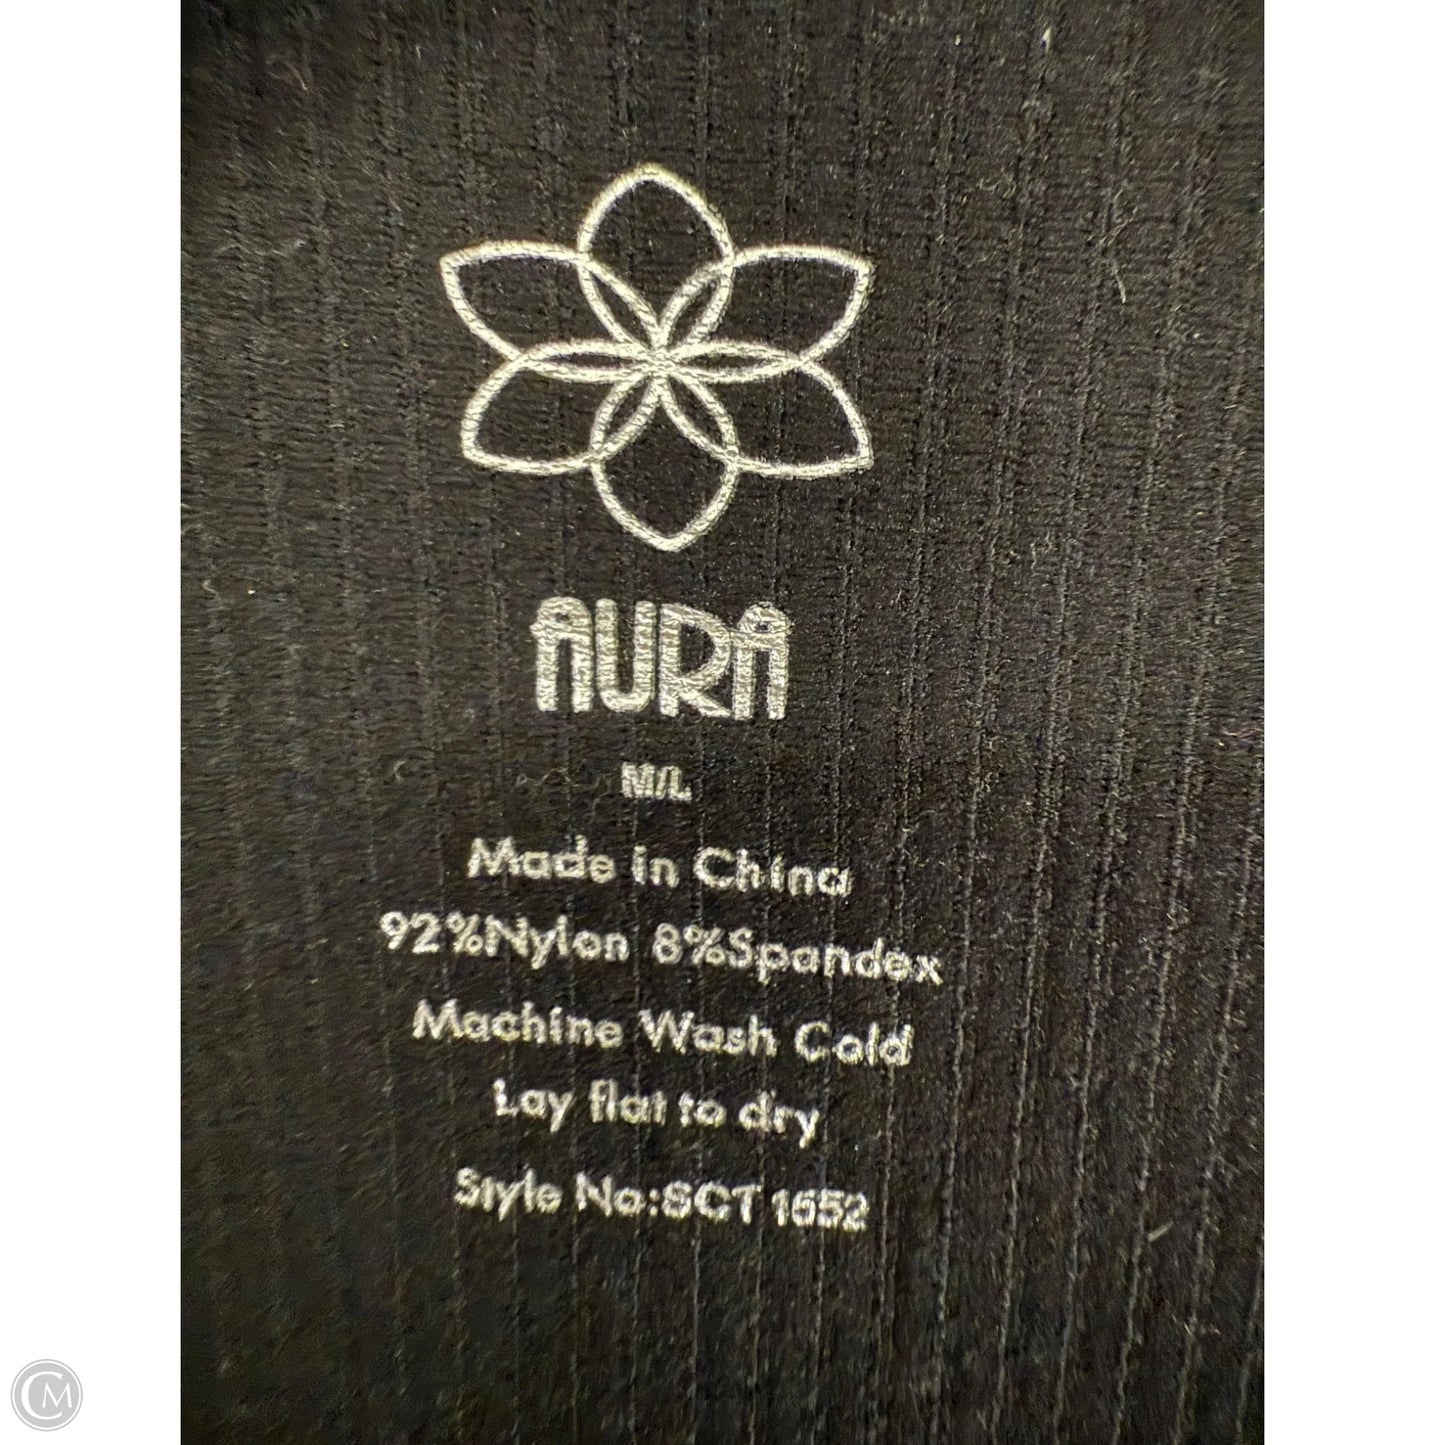 AURA
M/L
Made in China
92%Nylon 8%Spandex
Machine Wash Cold
Lay flat to dry
Style No:SCT 1652
CM